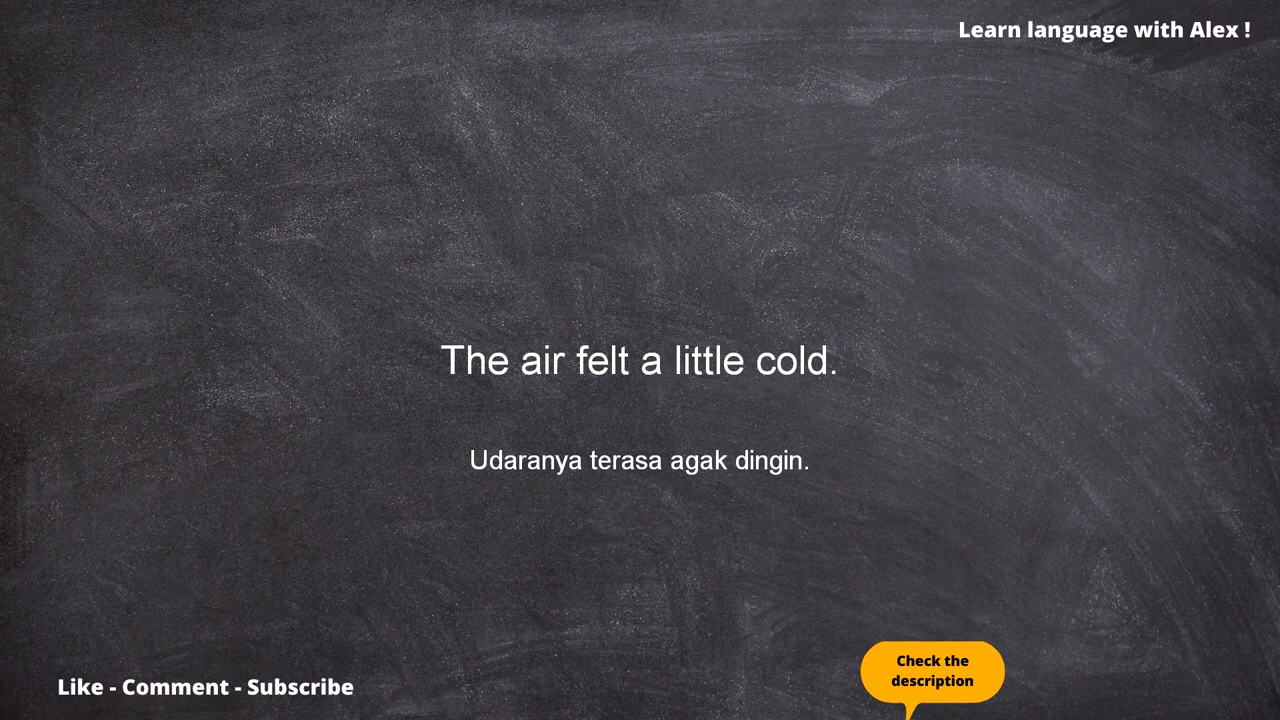 Learn language with Alex !
The air felt a little cold.
Udaranya terasa agak dingin.
Like - Comment - Subscribe
Check the
description